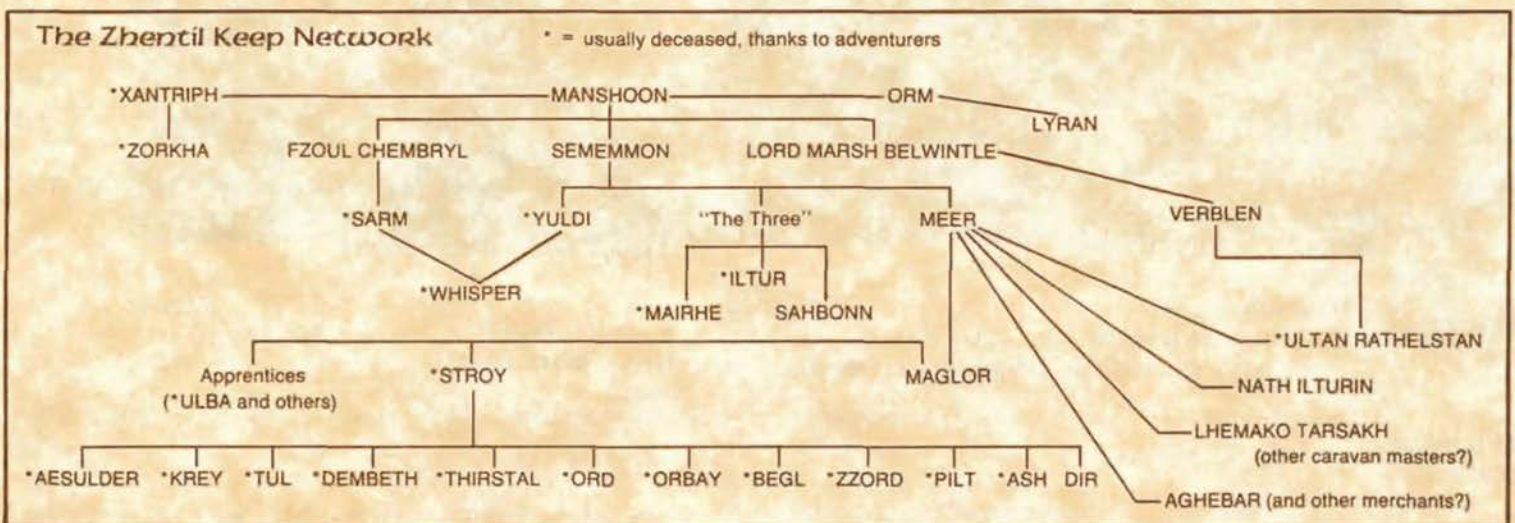 The Zhentil Keep Network * = usually deceased, thanks to adventurers
*XANTRIPH MANSHOON ORM
LYRAN
*ZORKHA FZOUL CHEMBRYL SEMEMMON LORD MARSH BELWINTLE
*SARM *YULDI "The Three" MEER VERBLEN
*ILTUR
*WHISPER
*MAIRHE SAHBONN
*ULTAN RATHELSTAN
Apprentices *STROY MAGLOR
(*ULBA and others)
NATH ILTURIN
LHEMAKO TARSAKH
(other caravan masters?)
*AESULDER *KREY *TUL *DEMBETH *THIRSTAL *ORD *ORBAY *BEGL *ZZORD *PILT *ASH DIR
AGHEBAR (and other merchants?)